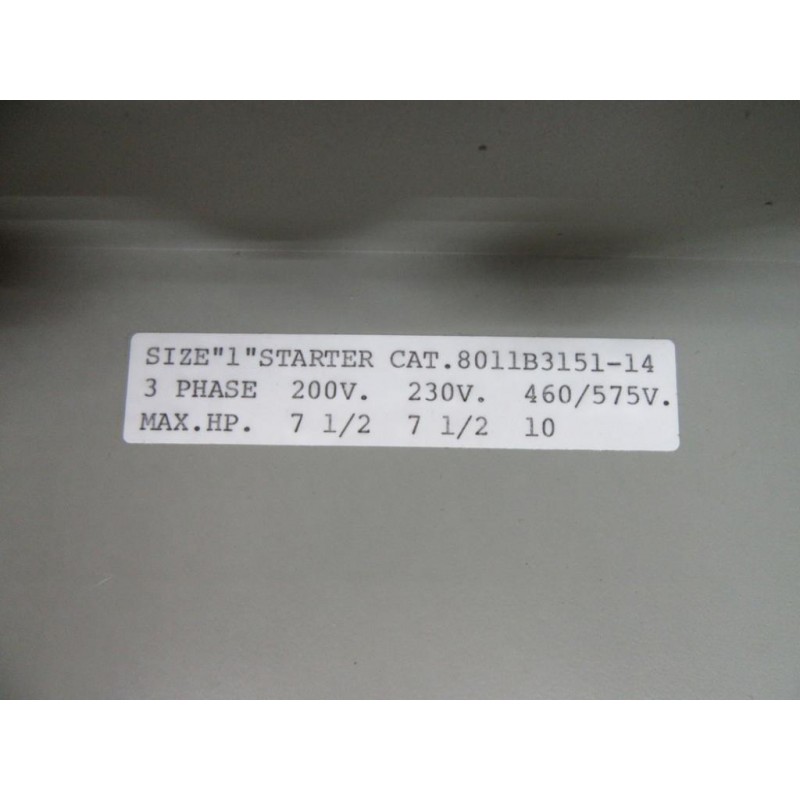 SIZE"1"STARTER CAT.8011B3151-14
3 PHASE 200V. 230V. 460/575V.
MAX.HP. 7 1/2 7 1/2 10